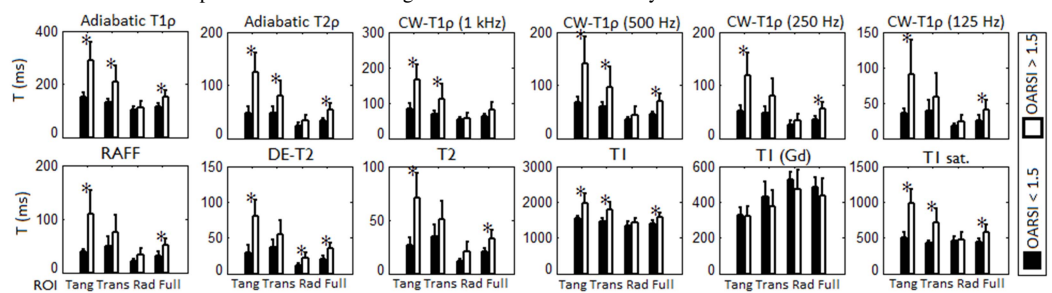 Adiabatic T1ρ Adiabatic T2ρ CW-T1ρ (1 kHz) CW-T1ρ (500 Hz) CW-T1ρ (250 Hz) CW-T1ρ (125 Hz)
T (ms)
400 200 0
200 100 0
300 200 100 0
200 100 0
200 100 0
150 100 50 0
* * * * * * * * * * * * * * * *
RAFF DE-T2 T2 T1 T1 (Gd) T1 sat.
T (ms)
200 100 0
150 100 50 0
100 50 0
3000 2000 1000 0
600 400 200 0
1500 1000 500 0
* * * * * * * * * * * * *
ROI Tang Trans Rad Full Tang Trans Rad Full Tang Trans Rad Full Tang Trans Rad Full Tang Trans Rad Full Tang Trans Rad Full
OARSI > 1.5
OARSI < 1.5